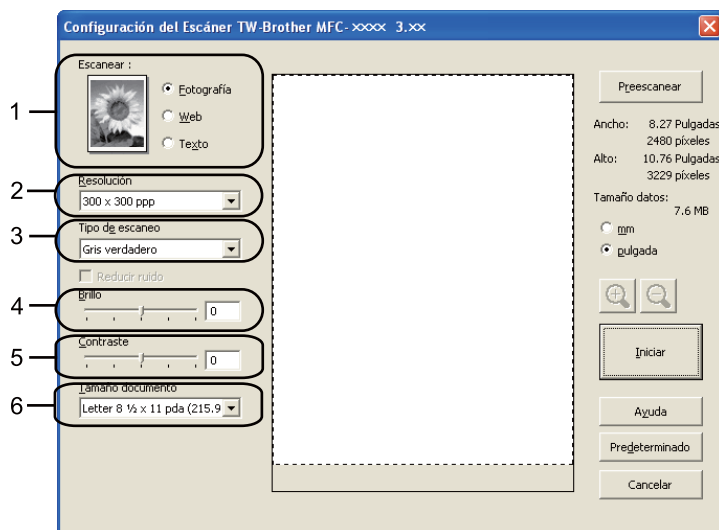 Configuración del Escáner TW-Brother MFC- xxxx 3.xx
Escanear :
Fotografía
Web
Texto
1
Resolución
300 x 300 ppp
2
Tipo de escaneo
Gris verdadero
3
Reducir ruido
Brillo
0
4
Contraste
0
5
Tamaño documento
Letter 8 ½ x 11 pda (215.9
6
Preescanear
Ancho: 8.27 Pulgadas
2480 píxeles
Alto: 10.76 Pulgadas
3229 píxeles
Tamaño datos:
7.6 MB
mm
pulgada
Iniciar
Ayuda
Predeterminado
Cancelar